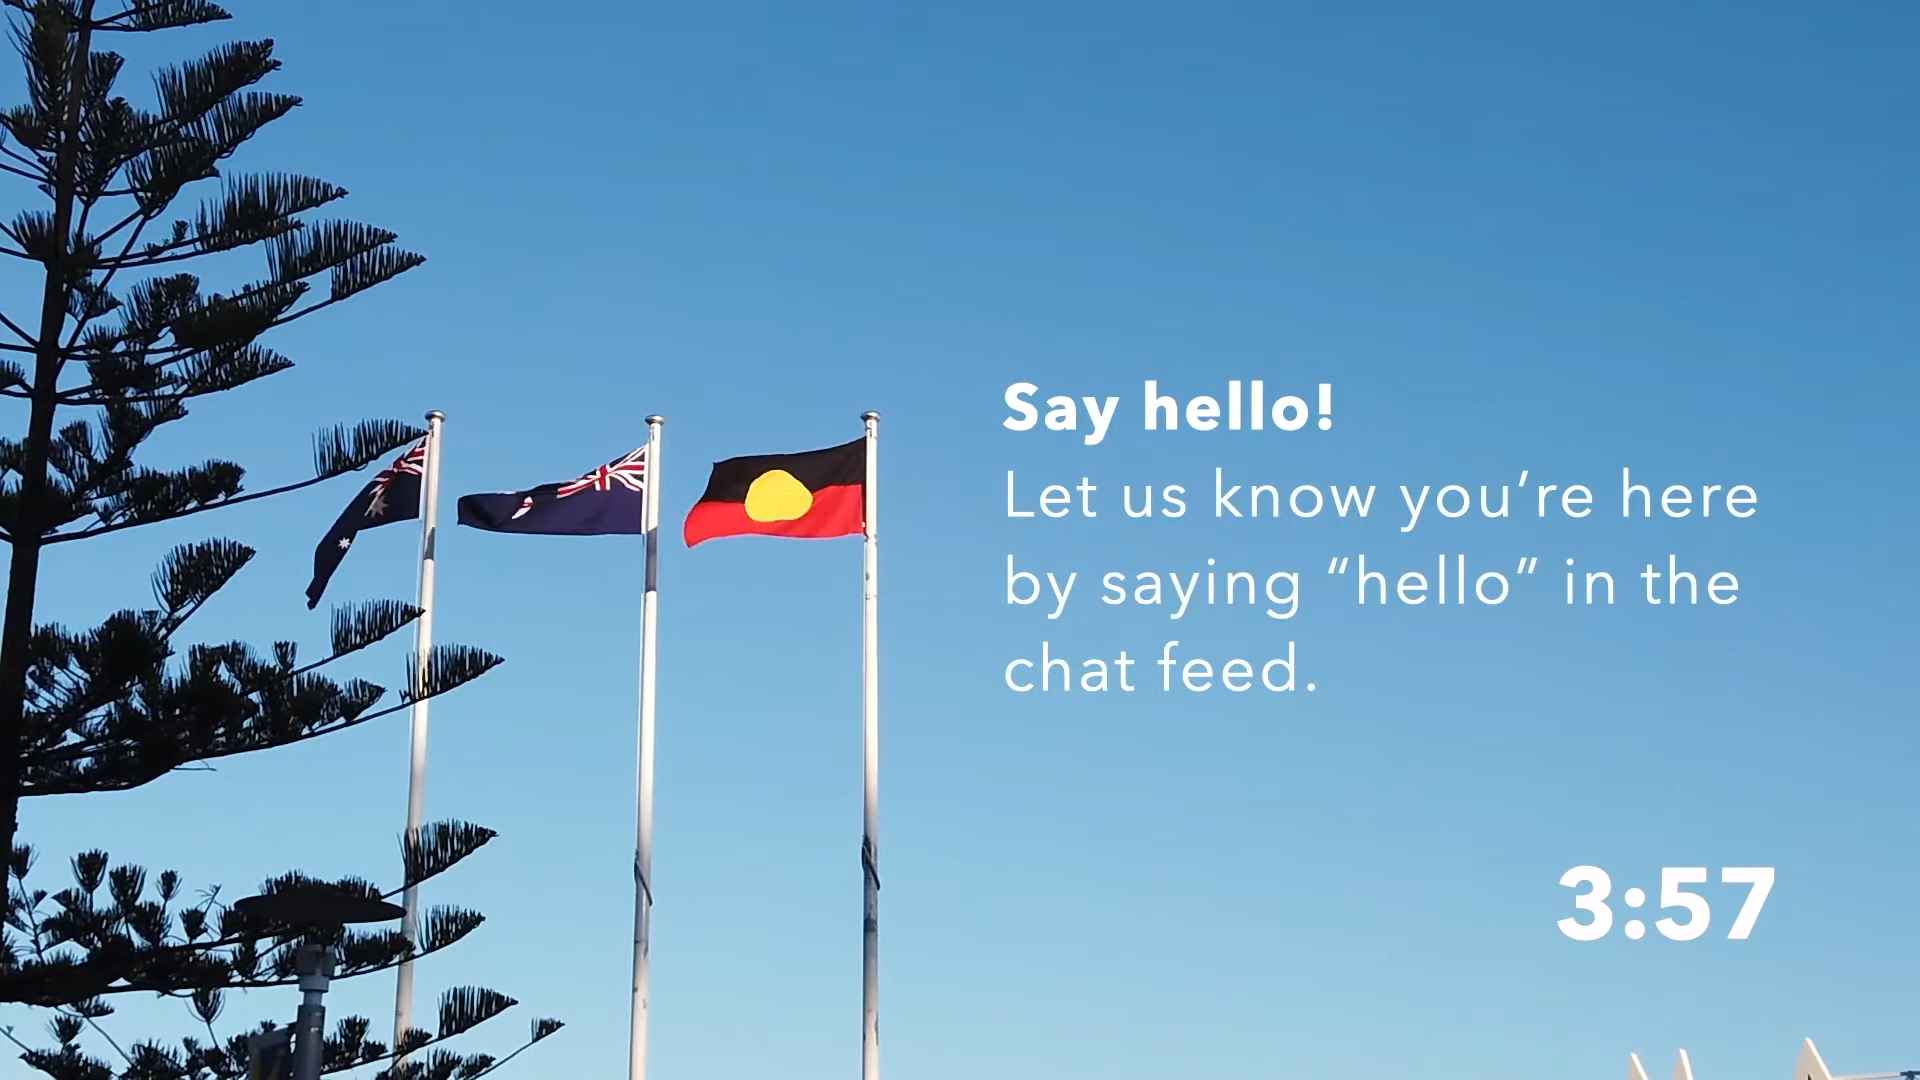 Say hello!
Let us know you’re here
by saying “hello” in the
chat feed.
3:57